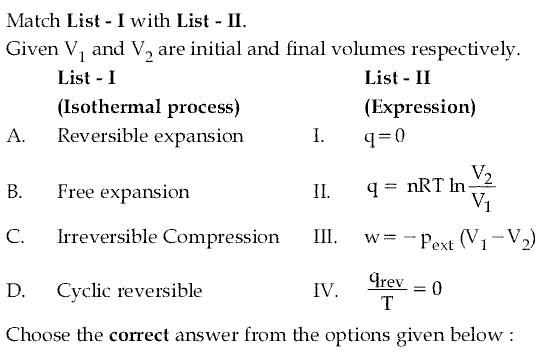 Match List - I with List - II.
Given V₁ and V₂ are initial and final volumes respectively.
List - I List - II
(Isothermal process) (Expression)
A. Reversible expansion I. q = 0
B. Free expansion II. q = nRT ln V₂/V₁
C. Irreversible Compression III. w = − pₑₓₜ (V₁ − V₂)
D. Cyclic reversible IV. qᵣₑᵥ/T = 0
Choose the correct answer from the options given below :